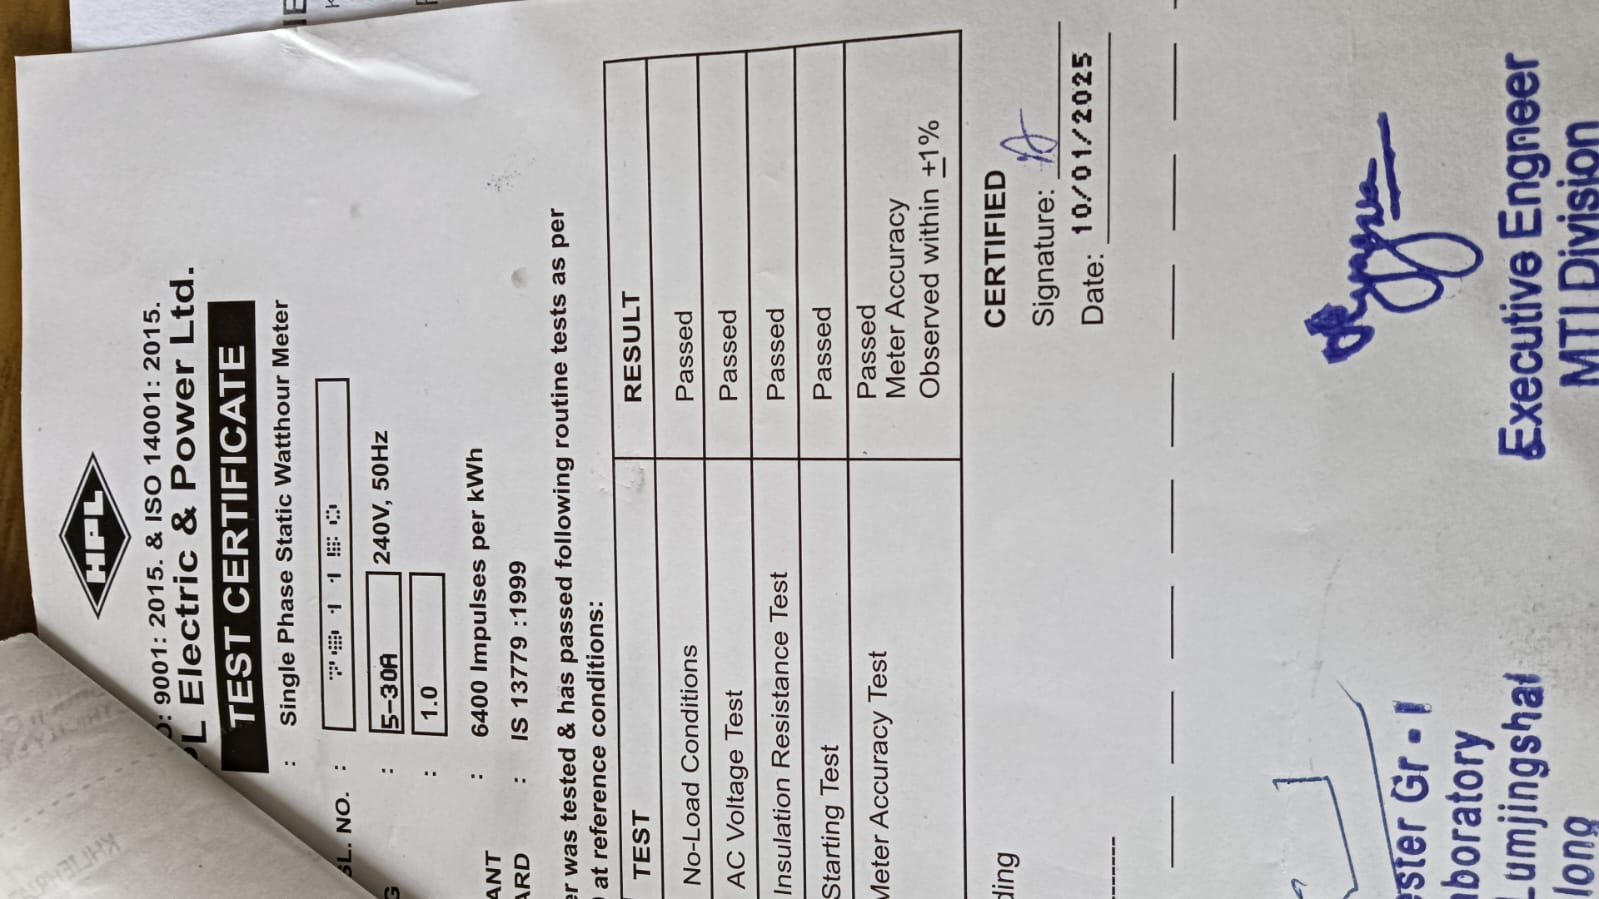 HPL
9001: 2015. & ISO 14001: 2015.
L Electric & Power Ltd.
TEST CERTIFICATE
: Single Phase Static Watthour Meter
SL. NO. :
: 5-30A 240V, 50Hz
: 1.0
ANT : 6400 Impulses per kWh
ARD : IS 13779 :1999
er was tested & has passed following routine tests as per
at reference conditions:
TEST RESULT
No-Load Conditions Passed
AC Voltage Test Passed
Insulation Resistance Test Passed
Starting Test Passed
Meter Accuracy Test Passed
Meter Accuracy
Observed within ±1%
CERTIFIED
ding Signature:
Date: 10/01/2025
Executive Engneer
MTI Division
ester Gr - I
aboratory
Lumjingshai
long